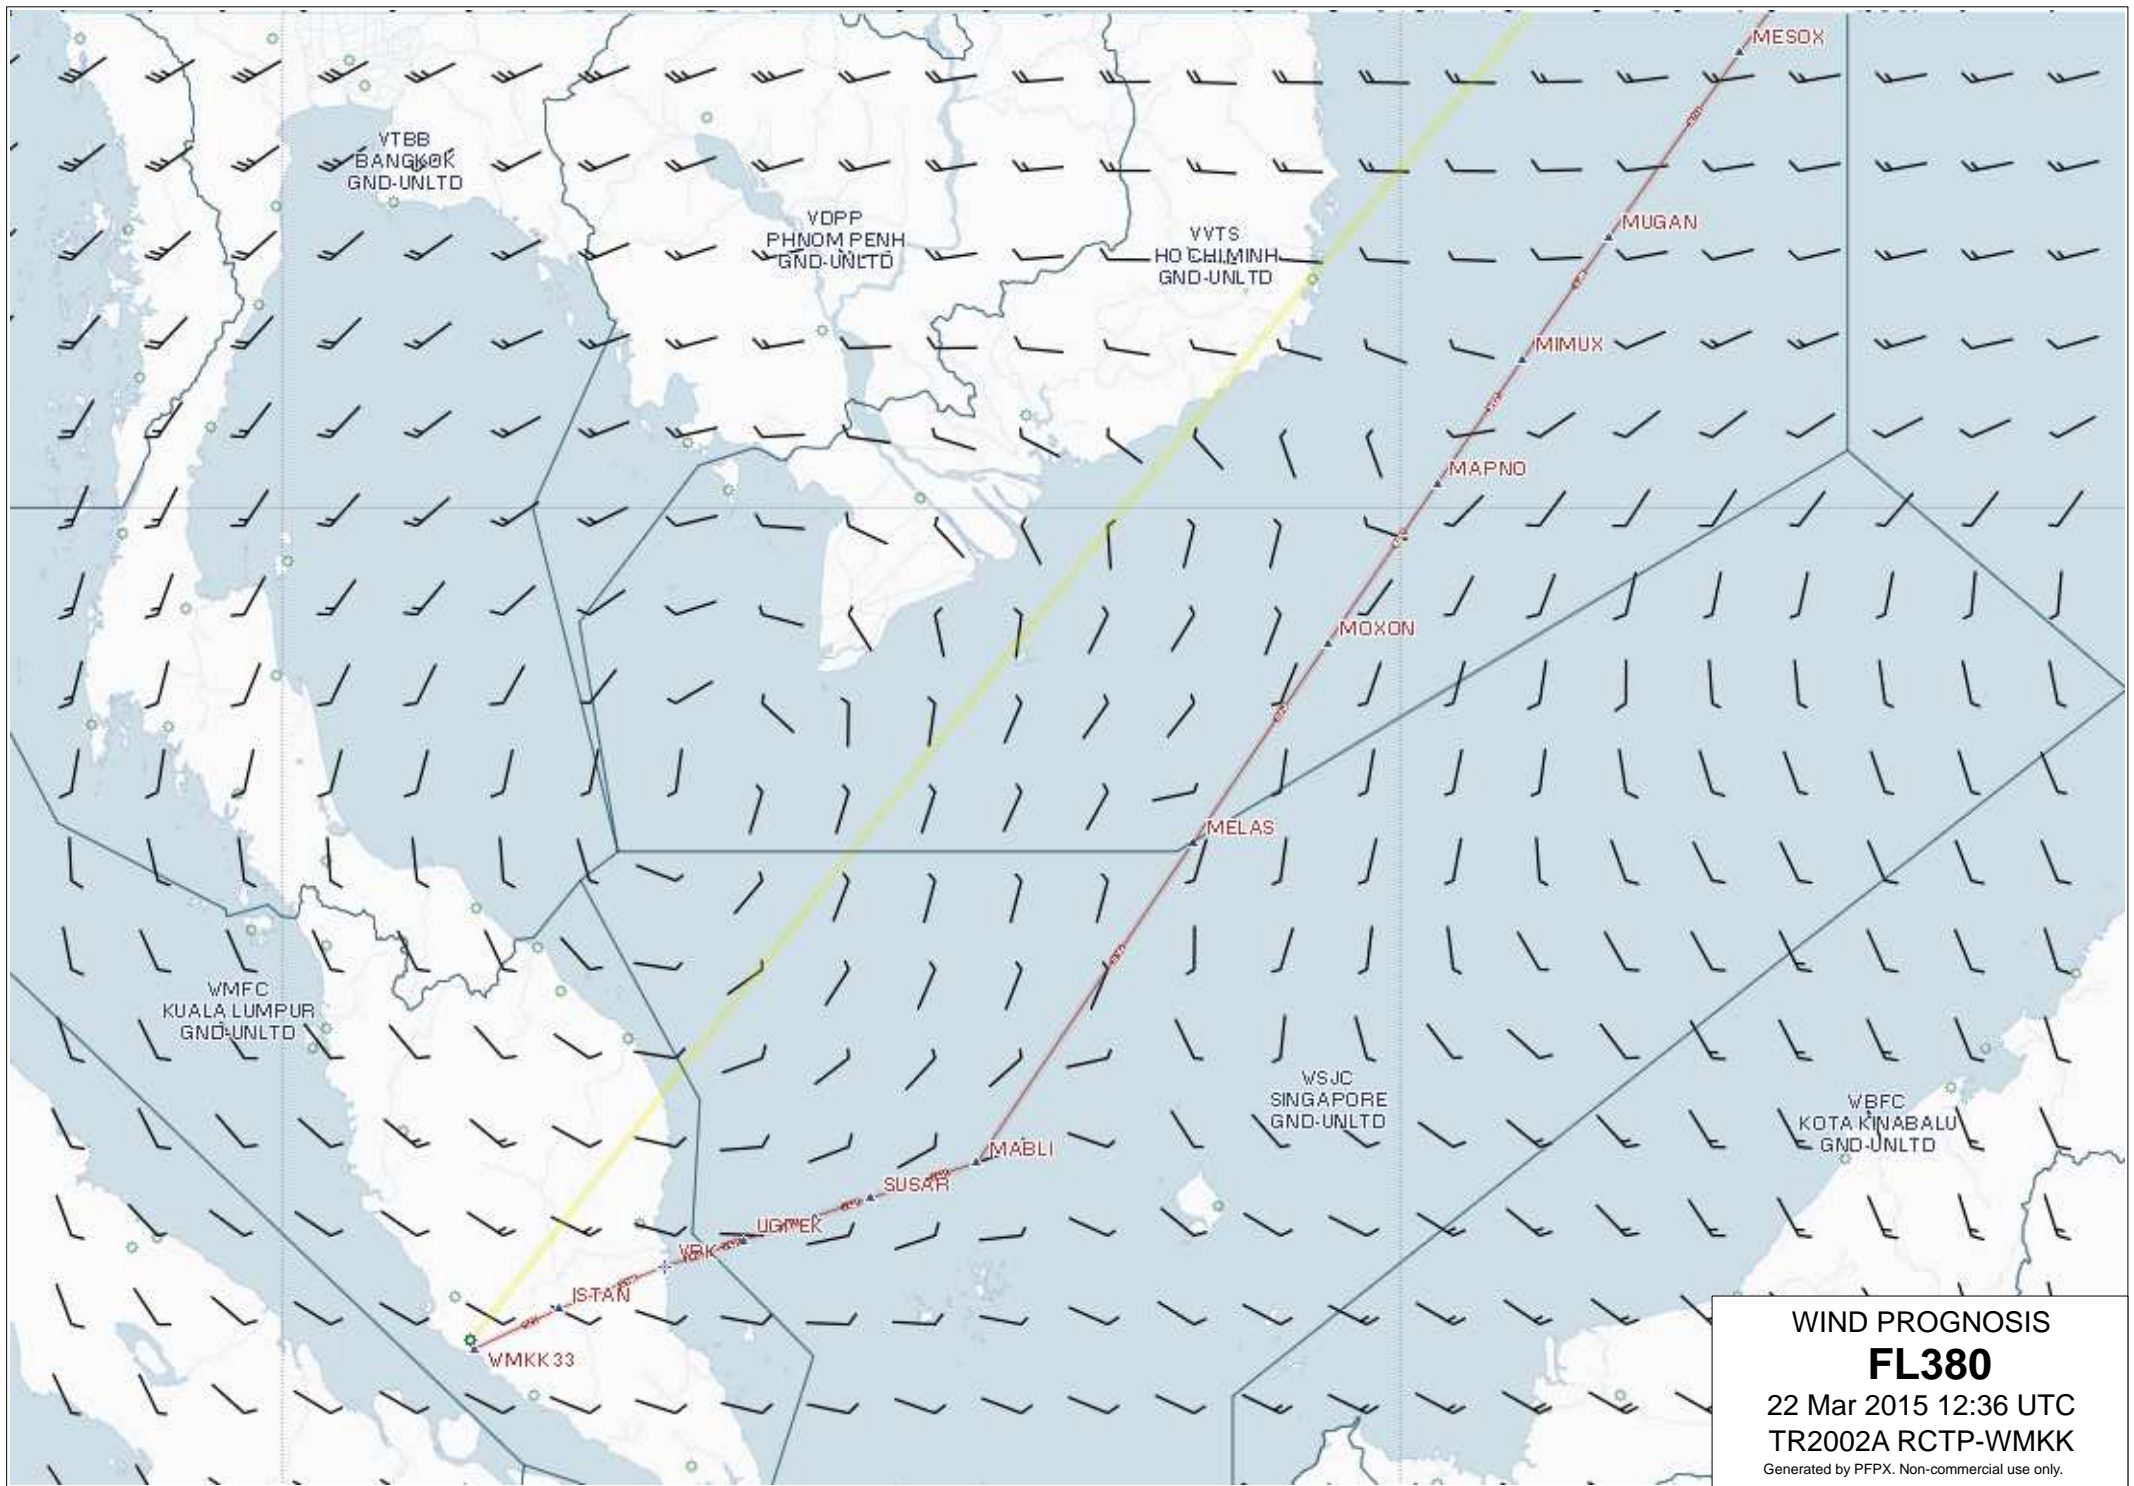 MESOX
VTBB
BANGKOK
GND-UNLTD
VDPP
PHNOM PENH
GND-UNLTD
VVTS
HO CHI MINH
GND-UNLTD
MUGAN
MIMUX
MAPNO
MOXON
MELAS
WMFC
KUALA LUMPUR
GND-UNLTD
WSJC
SINGAPORE
GND-UNLTD
WBFC
KOTA KINABALU
GND-UNLTD
MABLI
SUSAR
VPK
ISTAN
WMKK33
WIND PROGNOSIS
FL380
22 Mar 2015 12:36 UTC
TR2002A RCTP-WMKK
Generated by PFPX. Non-commercial use only.